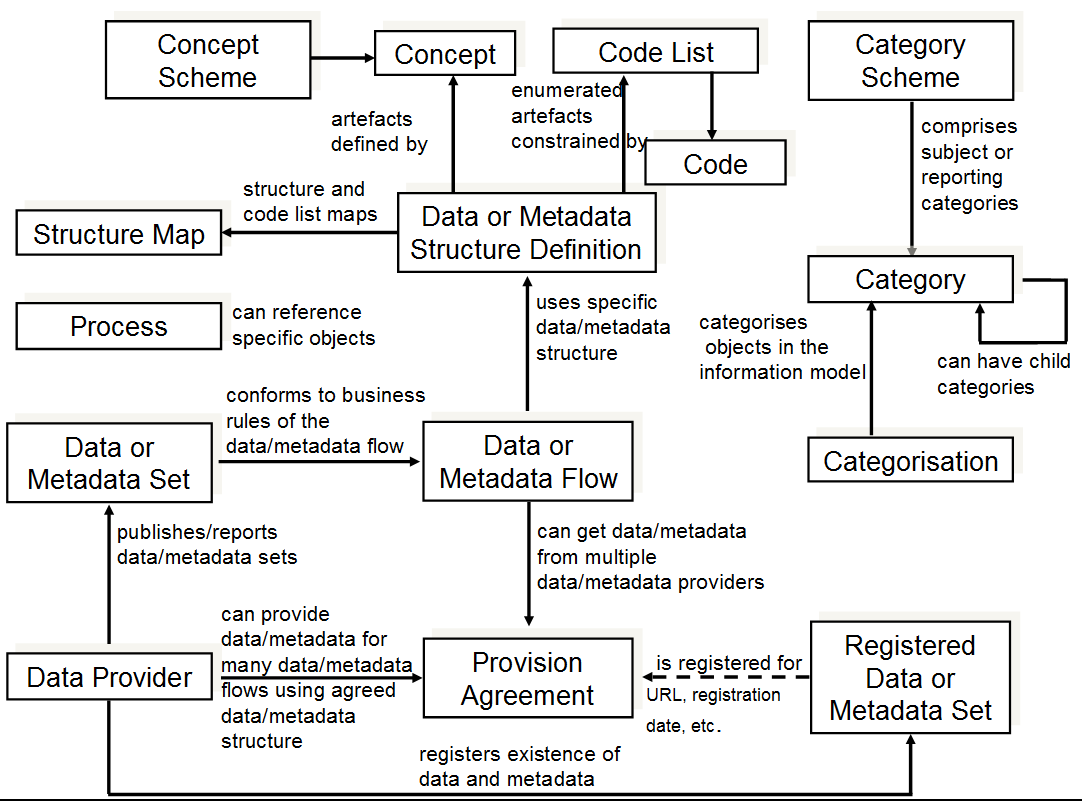 Concept
Scheme
Concept
Code List
Category
Scheme
artefacts
defined by
enumerated
artefacts
constrained by
Code
comprises
subject or
reporting
categories
structure and
code list maps
Structure Map
Data or Metadata
Structure Definition
Category
Process
can reference
specific objects
uses specific
data/metadata
structure
categorises
objects in the
information model
can have child
categories
conforms to business
rules of the
data/metadata flow
Data or
Metadata Set
Data or
Metadata Flow
Categorisation
publishes/reports
data/metadata sets
can get data/metadata
from multiple
data/metadata providers
can provide
data/metadata for
many data/metadata
flows using agreed
data/metadata
structure
Data Provider
Provision
Agreement
is registered for
URL, registration
date, etc.
Registered
Data or
Metadata Set
registers existence of
data and metadata